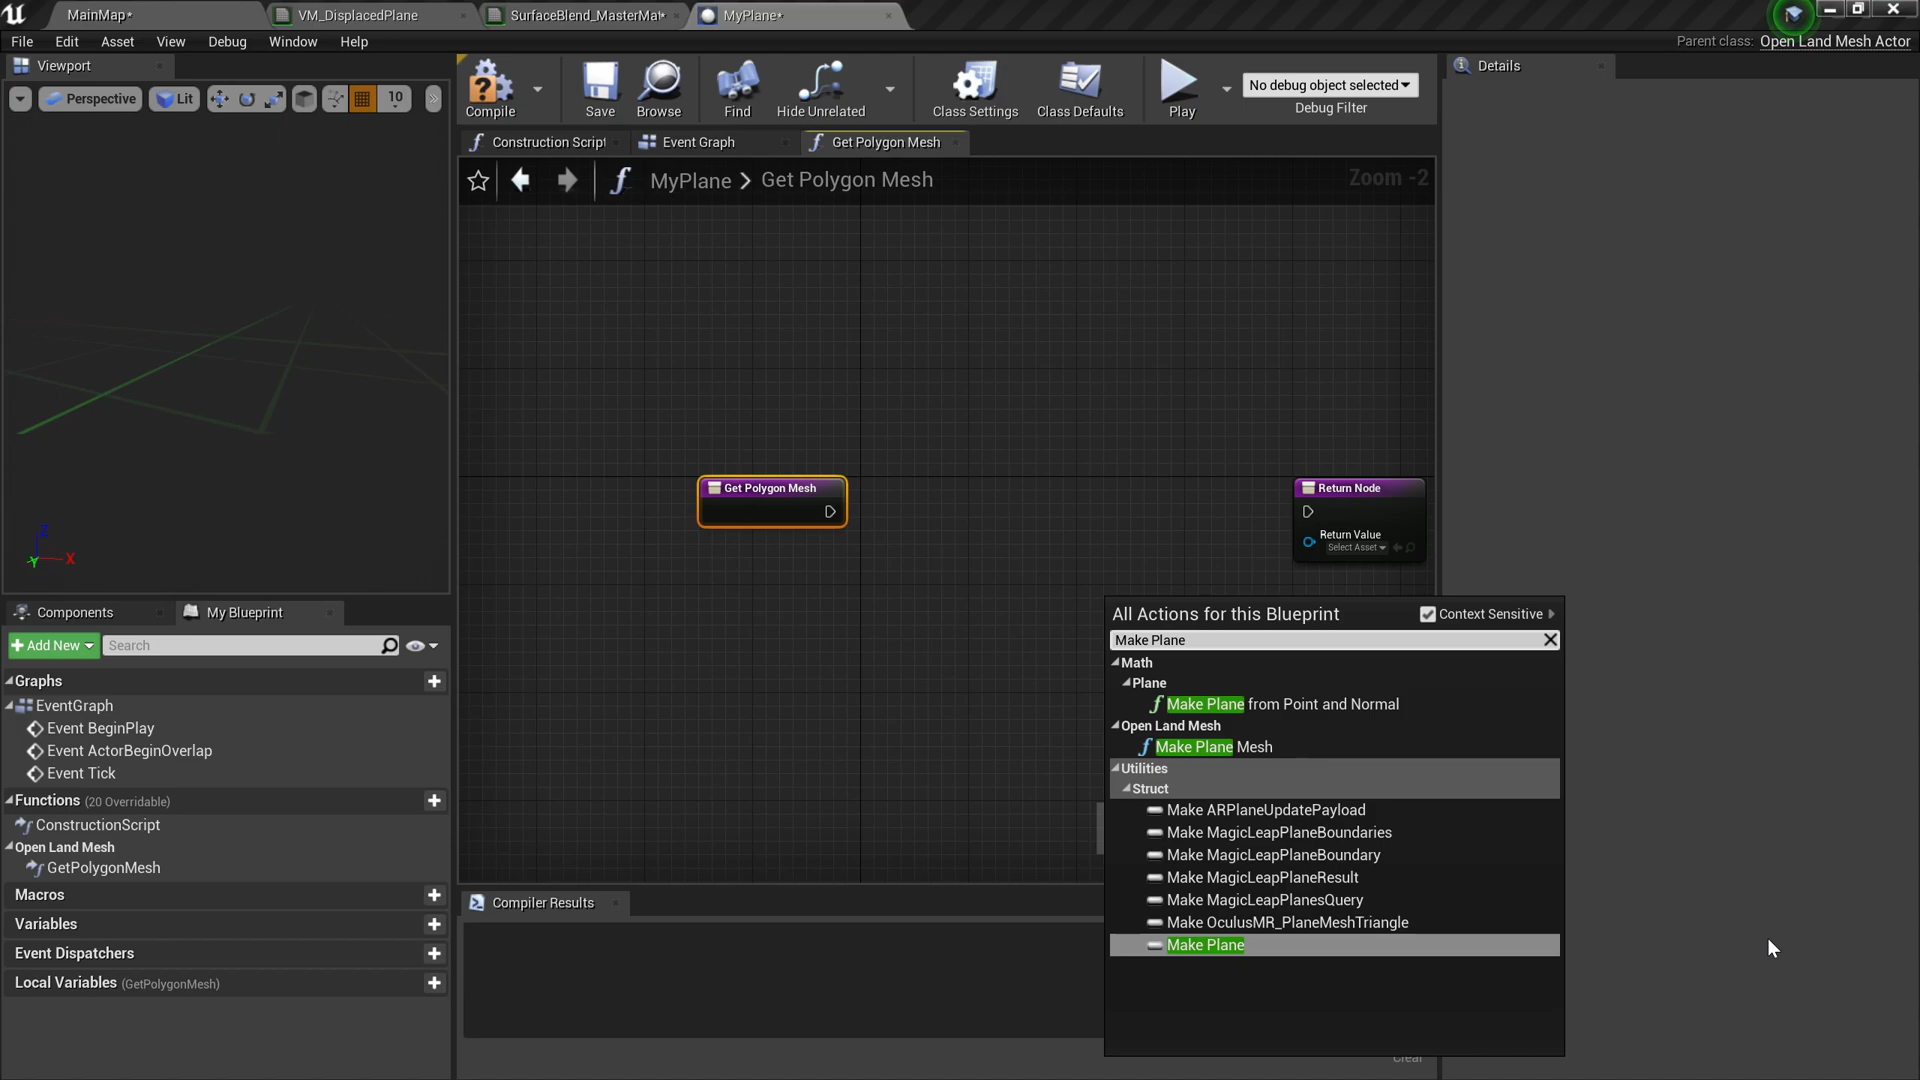 MainMap*
VM_DisplacedPlane
SurfaceBlend_MasterMat*
MyPlane*
File
Edit
Asset
View
Debug
Window
Help
Parent class: Open Land Mesh Actor
Viewport
Details
Perspective
Lit
10
Compile
Save
Browse
Find
Hide Unrelated
Class Settings
Class Defaults
Play
No debug object selected
Debug Filter
Construction Script
Event Graph
Get Polygon Mesh
MyPlane > Get Polygon Mesh
Zoom -2
Get Polygon Mesh
Return Node
Return Value
Select Asset
Z
X
Y
Components
My Blueprint
Add New
Search
Graphs
EventGraph
Event BeginPlay
Event ActorBeginOverlap
Event Tick
Functions (20 Overridable)
ConstructionScript
Open Land Mesh
GetPolygonMesh
Macros
Variables
Event Dispatchers
Local Variables (GetPolygonMesh)
Compiler Results
Clear
All Actions for this Blueprint
Context Sensitive
Make Plane
Math
Plane
Make Plane from Point and Normal
Open Land Mesh
Make Plane Mesh
Utilities
Struct
Make ARPlaneUpdatePayload
Make MagicLeapPlaneBoundaries
Make MagicLeapPlaneBoundary
Make MagicLeapPlaneResult
Make MagicLeapPlanesQuery
Make OculusMR_PlaneMeshTriangle
Make Plane